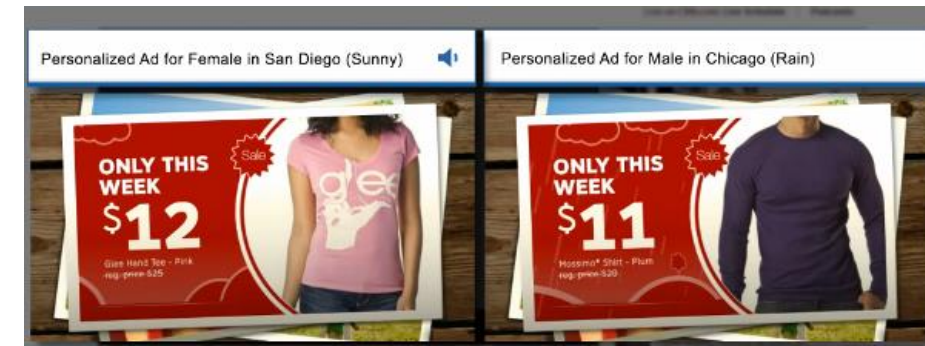 Personalized Ad for Female in San Diego (Sunny)
Personalized Ad for Male in Chicago (Rain)
ONLY THIS
WEEK
$12
Glee Hand Tee - Pink
reg. price $25
Sale
glee
ONLY THIS
WEEK
$11
Mossimo® Shirt - Plum
reg. price $20
Sale